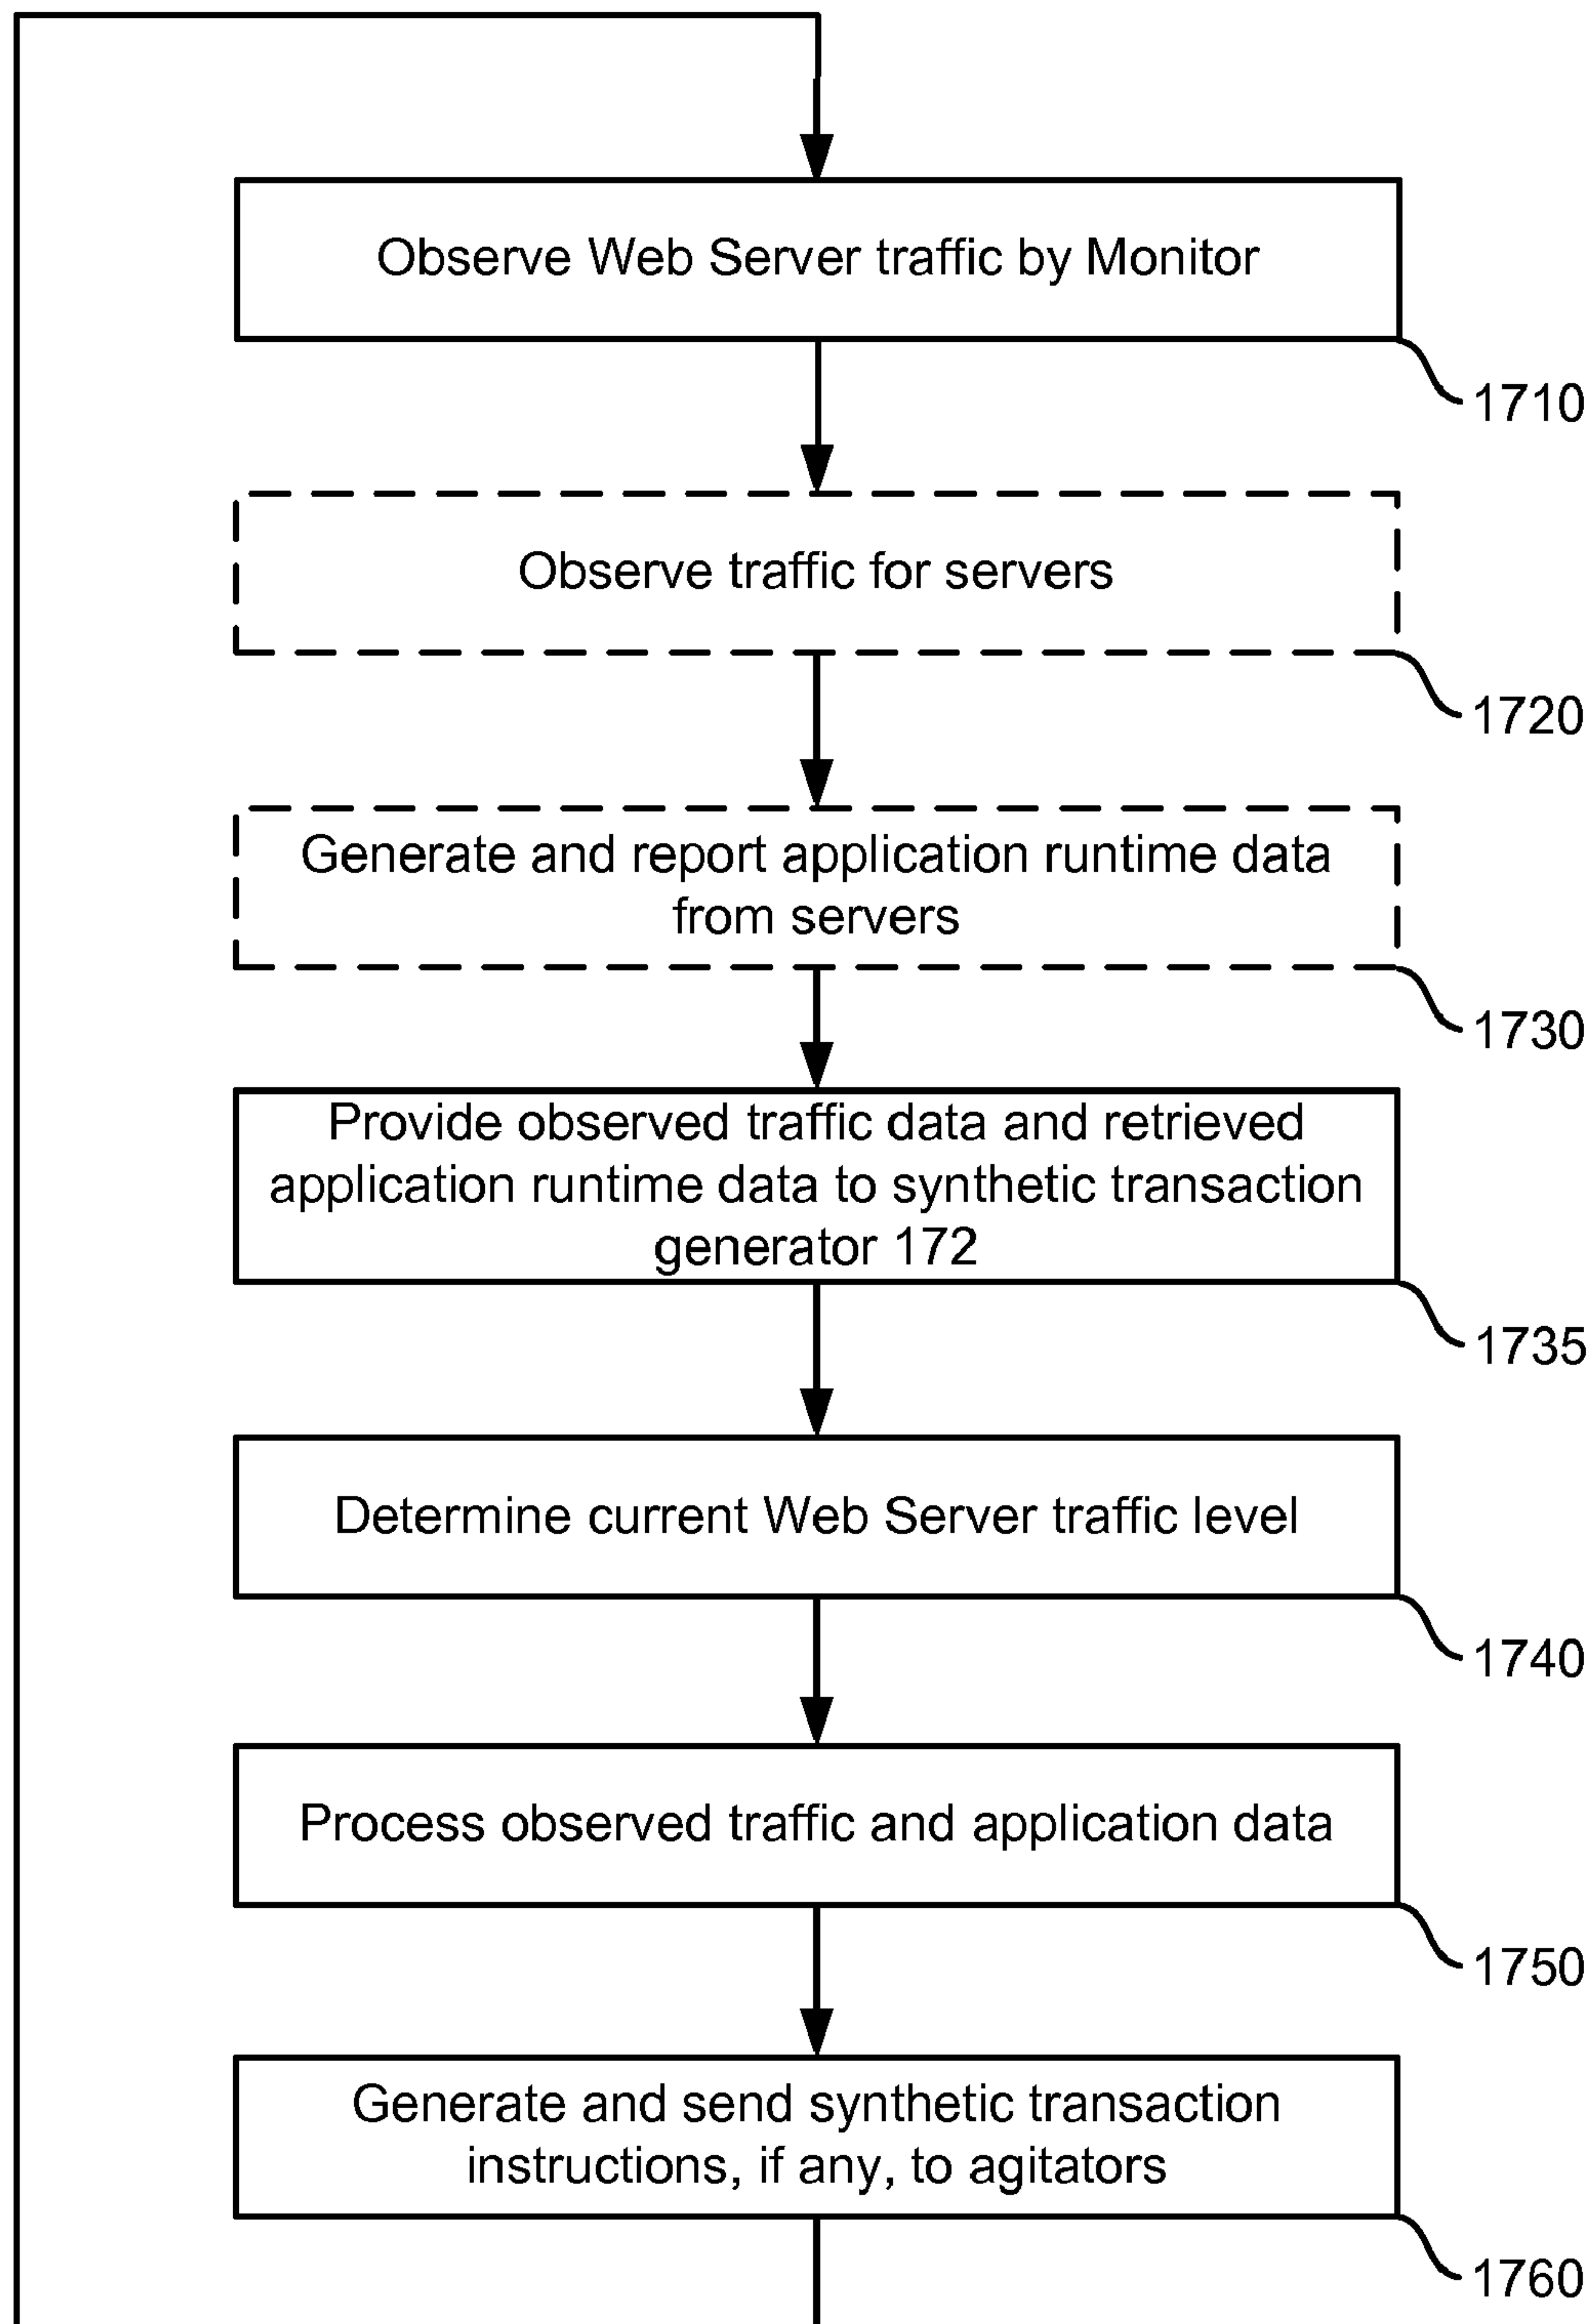 Observe Web Server traffic by Monitor
1710
Observe traffic for servers
1720
Generate and report application runtime data
from servers
1730
Provide observed traffic data and retrieved
application runtime data to synthetic transaction
generator 172
1735
Determine current Web Server traffic level
1740
Process observed traffic and application data
1750
Generate and send synthetic transaction
instructions, if any, to agitators
1760